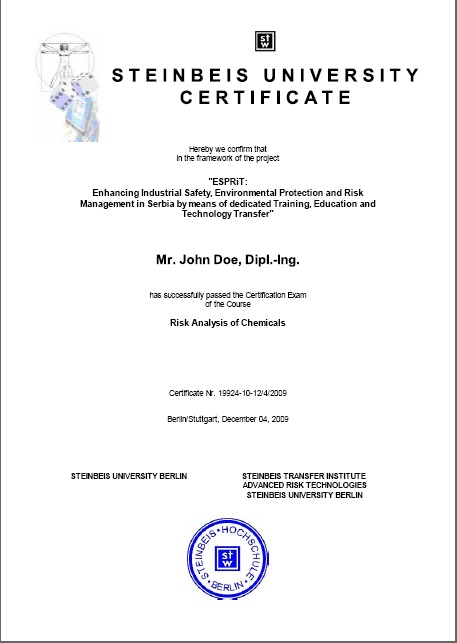 st
w
STEINBEIS UNIVERSITY
CERTIFICATE
Hereby we confirm that
in the framework of the project
"ESPRiT:
Enhancing Industrial Safety, Environmental Protection and Risk
Management in Serbia by means of dedicated Training, Education and
Technology Transfer"
Mr. John Doe, Dipl.-Ing.
has successfully passed the Certification Exam
of the Course
Risk Analysis of Chemicals
Certificate Nr. 19924-10-12/4/2009
Berlin/Stuttgart, December 04, 2009
STEINBEIS UNIVERSITY BERLIN
STEINBEIS TRANSFER INSTITUTE
ADVANCED RISK TECHNOLOGIES
STEINBEIS UNIVERSITY BERLIN
STEINBEIS • HOCHSCHULE • BERLIN •
st
w